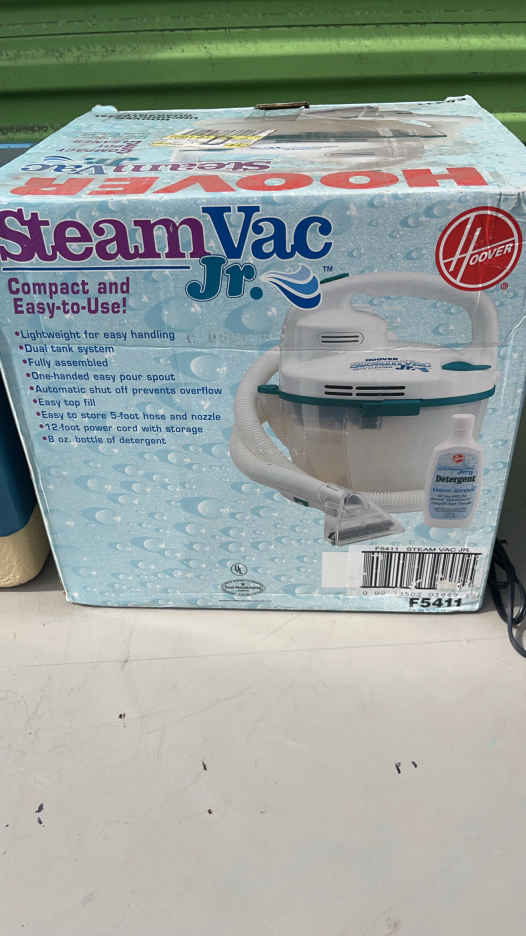 SteamVac
Jr. ™
HOOVER
SteamVac Jr.
HOOVER
®
Compact and
Easy-to-Use!
•Lightweight for easy handling
•Dual tank system
•Fully assembled
•One-handed easy pour spout
•Automatic shut off prevents overflow
•Easy top fill
•Easy to store 5-foot hose and nozzle
•12-foot power cord with storage
•8 oz. bottle of detergent
HOOVER
Jr.
Detergent
UL
F5411 STEAM VAC JR.
F5411